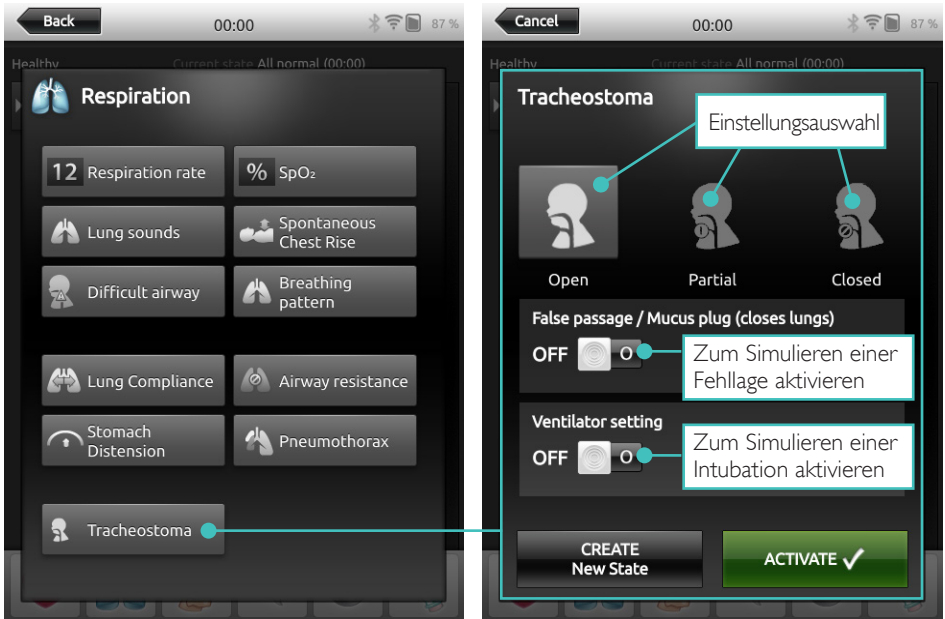 Back
00:00
87 %
Healthy
Current state All normal (00:00)
Respiration
12 Respiration rate
% SpO₂
Lung sounds
Spontaneous
Chest Rise
Difficult airway
Breathing
pattern
Lung Compliance
Airway resistance
Stomach
Distension
Pneumothorax
Tracheostoma
Cancel
00:00
87 %
Healthy
Current state All normal (00:00)
Tracheostoma
Einstellungsauswahl
Open
Partial
Closed
False passage / Mucus plug (closes lungs)
OFF
O
Zum Simulieren einer
Fehllage aktivieren
Ventilator setting
OFF
O
Zum Simulieren einer
Intubation aktivieren
CREATE
New State
ACTIVATE